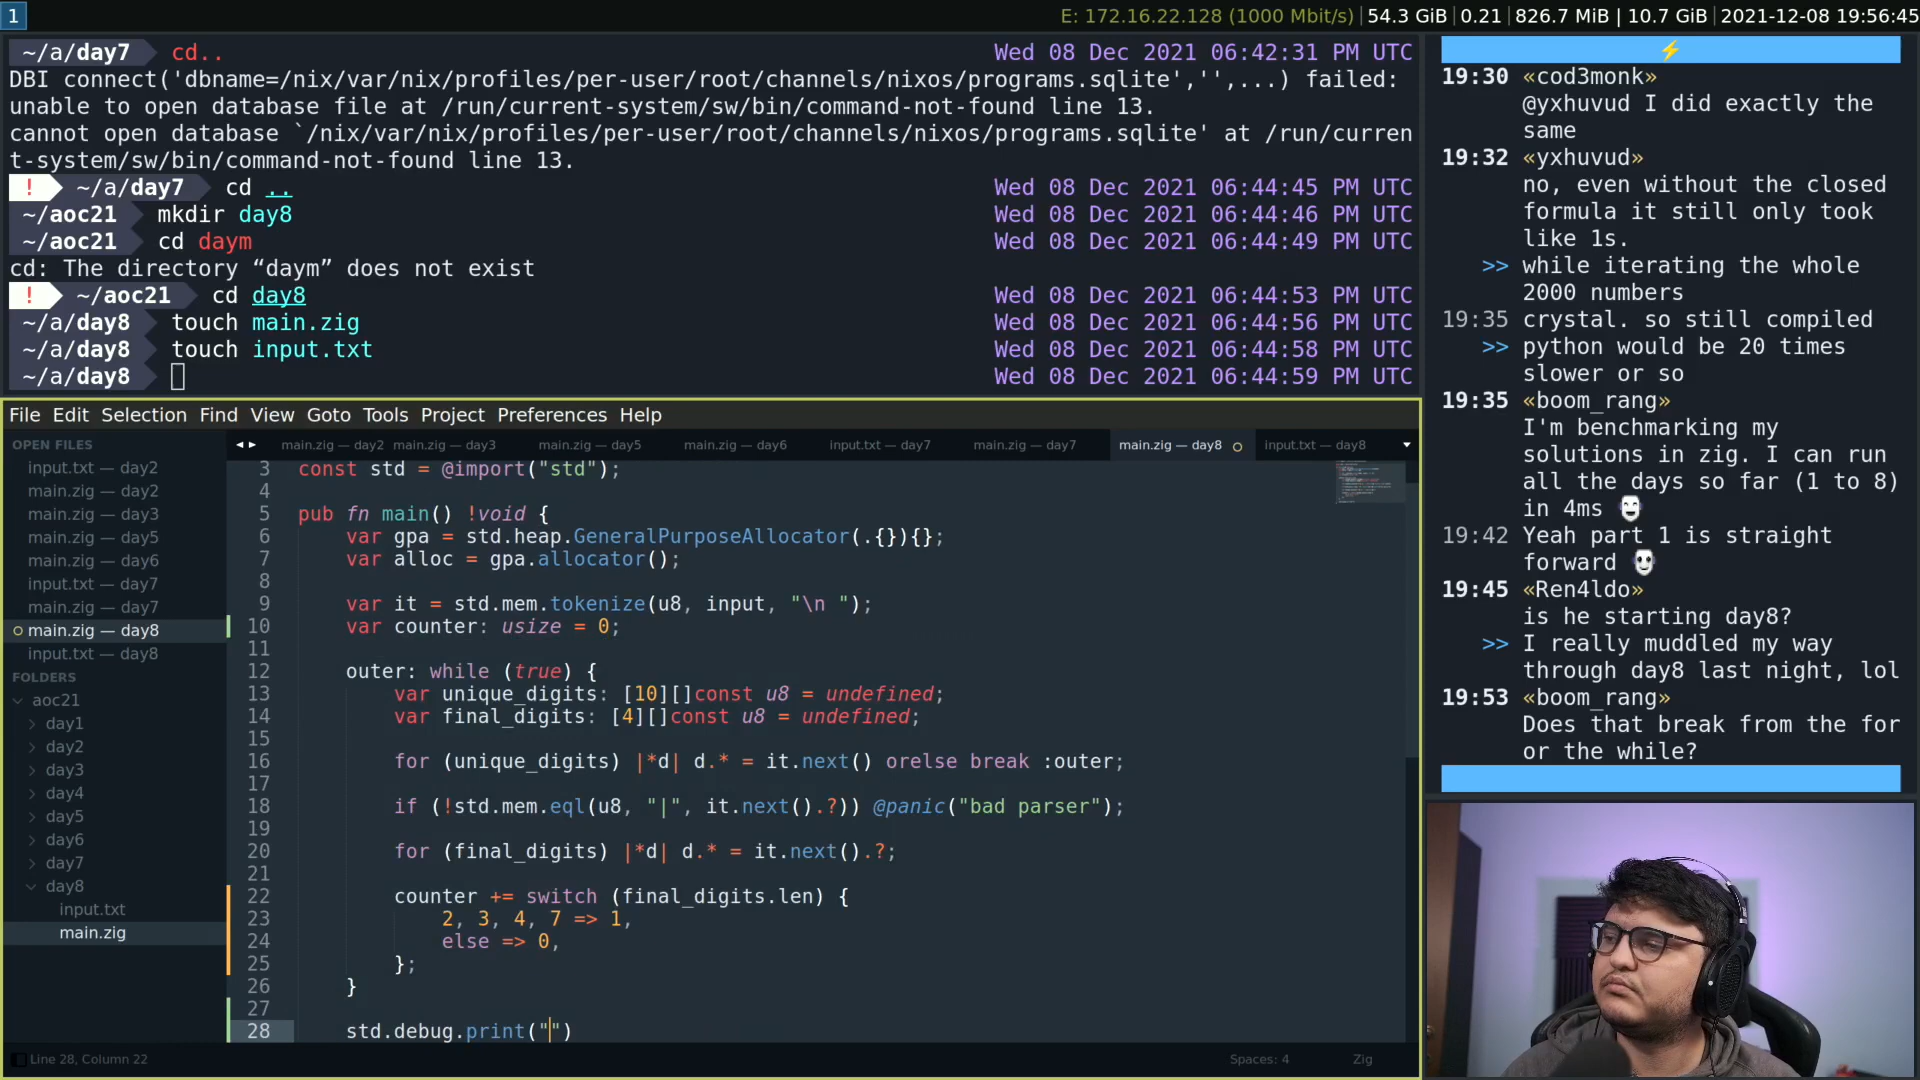 1
E: 172.16.22.128 (1000 Mbit/s) | 54.3 GiB | 0.21 | 826.7 MiB | 10.7 GiB | 2021-12-08 19:56:45
~/a/day7 cd.. Wed 08 Dec 2021 06:42:31 PM UTC
DBI connect('dbname=/nix/var/nix/profiles/per-user/root/channels/nixos/programs.sqlite','',...) failed:
unable to open database file at /run/current-system/sw/bin/command-not-found line 13.
cannot open database `/nix/var/nix/profiles/per-user/root/channels/nixos/programs.sqlite' at /run/curren
t-system/sw/bin/command-not-found line 13.
! ~/a/day7 cd .. Wed 08 Dec 2021 06:44:45 PM UTC
~/aoc21 mkdir day8 Wed 08 Dec 2021 06:44:46 PM UTC
~/aoc21 cd daym Wed 08 Dec 2021 06:44:49 PM UTC
cd: The directory “daym” does not exist
! ~/aoc21 cd day8 Wed 08 Dec 2021 06:44:53 PM UTC
~/a/day8 touch main.zig Wed 08 Dec 2021 06:44:56 PM UTC
~/a/day8 touch input.txt Wed 08 Dec 2021 06:44:58 PM UTC
~/a/day8 Wed 08 Dec 2021 06:44:59 PM UTC
File Edit Selection Find View Goto Tools Project Preferences Help
OPEN FILES
input.txt — day2
main.zig — day2
main.zig — day3
main.zig — day5
main.zig — day6
input.txt — day7
main.zig — day7
main.zig — day8
input.txt — day8
FOLDERS
aoc21
day1
day2
day3
day4
day5
day6
day7
day8
input.txt
main.zig
main.zig — day2 main.zig — day3 main.zig — day5 main.zig — day6 input.txt — day7 main.zig — day7 main.zig — day8 input.txt — day8
3 const std = @import("std");
4
5 pub fn main() !void {
6 var gpa = std.heap.GeneralPurposeAllocator(.{}){};
7 var alloc = gpa.allocator();
8
9 var it = std.mem.tokenize(u8, input, "\n ");
10 var counter: usize = 0;
11
12 outer: while (true) {
13 var unique_digits: [10][]const u8 = undefined;
14 var final_digits: [4][]const u8 = undefined;
15
16 for (unique_digits) |*d| d.* = it.next() orelse break :outer;
17
18 if (!std.mem.eql(u8, "|", it.next().?)) @panic("bad parser");
19
20 for (final_digits) |*d| d.* = it.next().?;
21
22 counter += switch (final_digits.len) {
23 2, 3, 4, 7 => 1,
24 else => 0,
25 };
26 }
27
28 std.debug.print("")
Line 28, Column 22 Spaces: 4 Zig
19:30 «cod3monk»
@yxhuvud I did exactly the
same
19:32 «yxhuvud»
no, even without the closed
formula it still only took
like 1s.
>> while iterating the whole
2000 numbers
19:35 crystal. so still compiled
>> python would be 20 times
slower or so
19:35 «boom_rang»
I'm benchmarking my
solutions in zig. I can run
all the days so far (1 to 8)
in 4ms
19:42 Yeah part 1 is straight
forward
19:45 «Ren4ldo»
is he starting day8?
>> I really muddled my way
through day8 last night, lol
19:53 «boom_rang»
Does that break from the for
or the while?